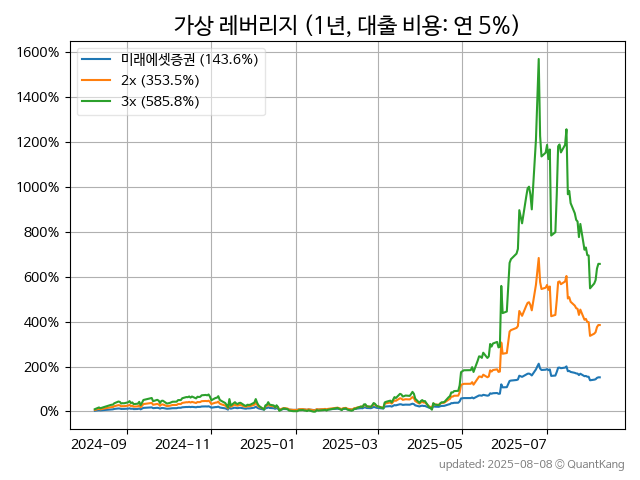 가상 레버리지 (1년, 대출 비용: 연 5%)
미래에셋증권 (143.6%)
2x (353.5%)
3x (585.8%)
1600%
1400%
1200%
1000%
800%
600%
400%
200%
0%
2024-09 2024-11 2025-01 2025-03 2025-05 2025-07
updated: 2025-08-08 © QuantKang